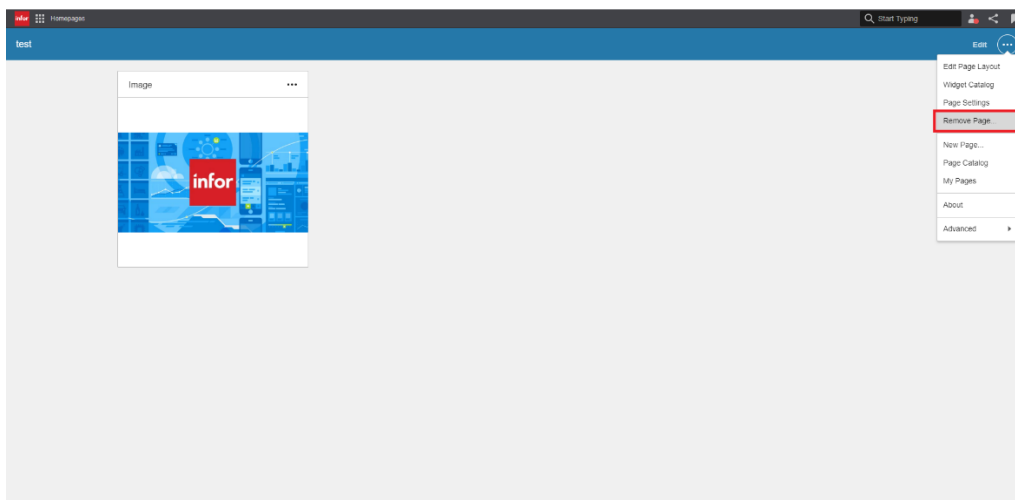 infor Homepages Start Typing
test Edit
Image
infor
Edit Page Layout
Widget Catalog
Page Settings
Remove Page...
New Page...
Page Catalog
My Pages
About
Advanced